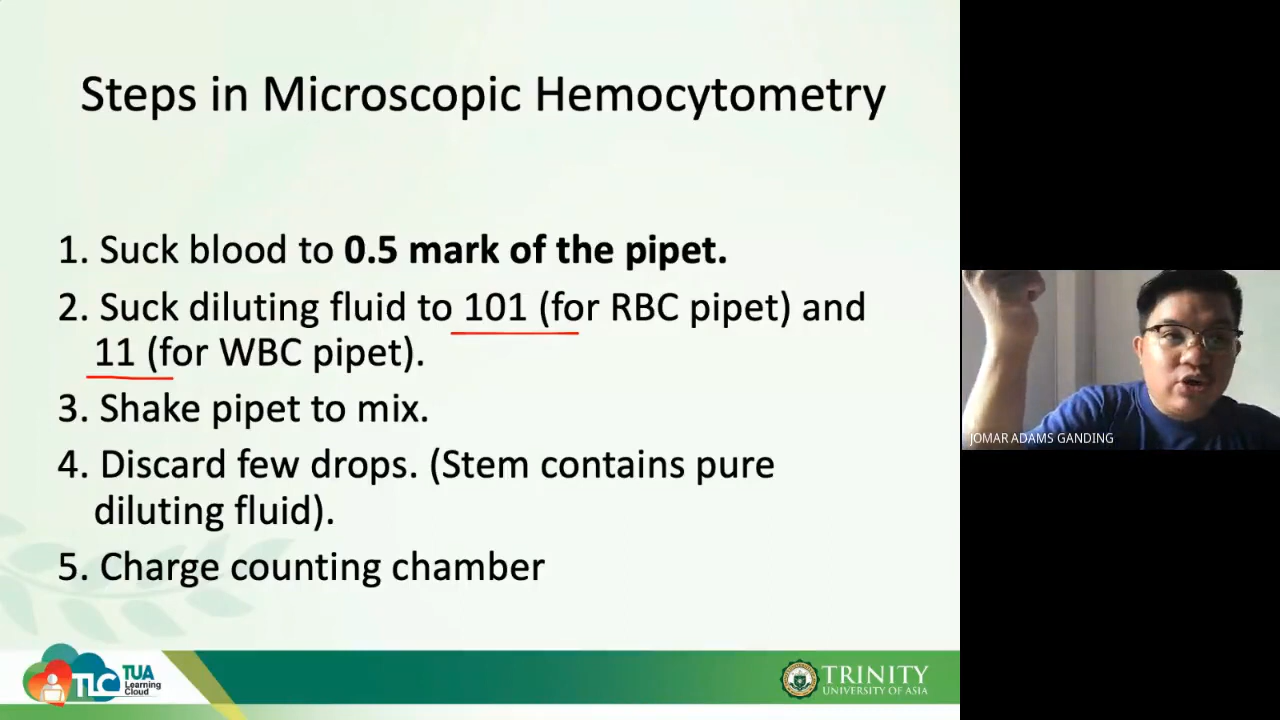 Steps in Microscopic Hemocytometry
1. Suck blood to 0.5 mark of the pipet.
2. Suck diluting fluid to 101 (for RBC pipet) and
11 (for WBC pipet).
3. Shake pipet to mix.
4. Discard few drops. (Stem contains pure
diluting fluid).
5. Charge counting chamber
JOMAR ADAMS GANDING
TLC TUA
Learning
Cloud
TRINITY
UNIVERSITY OF ASIA